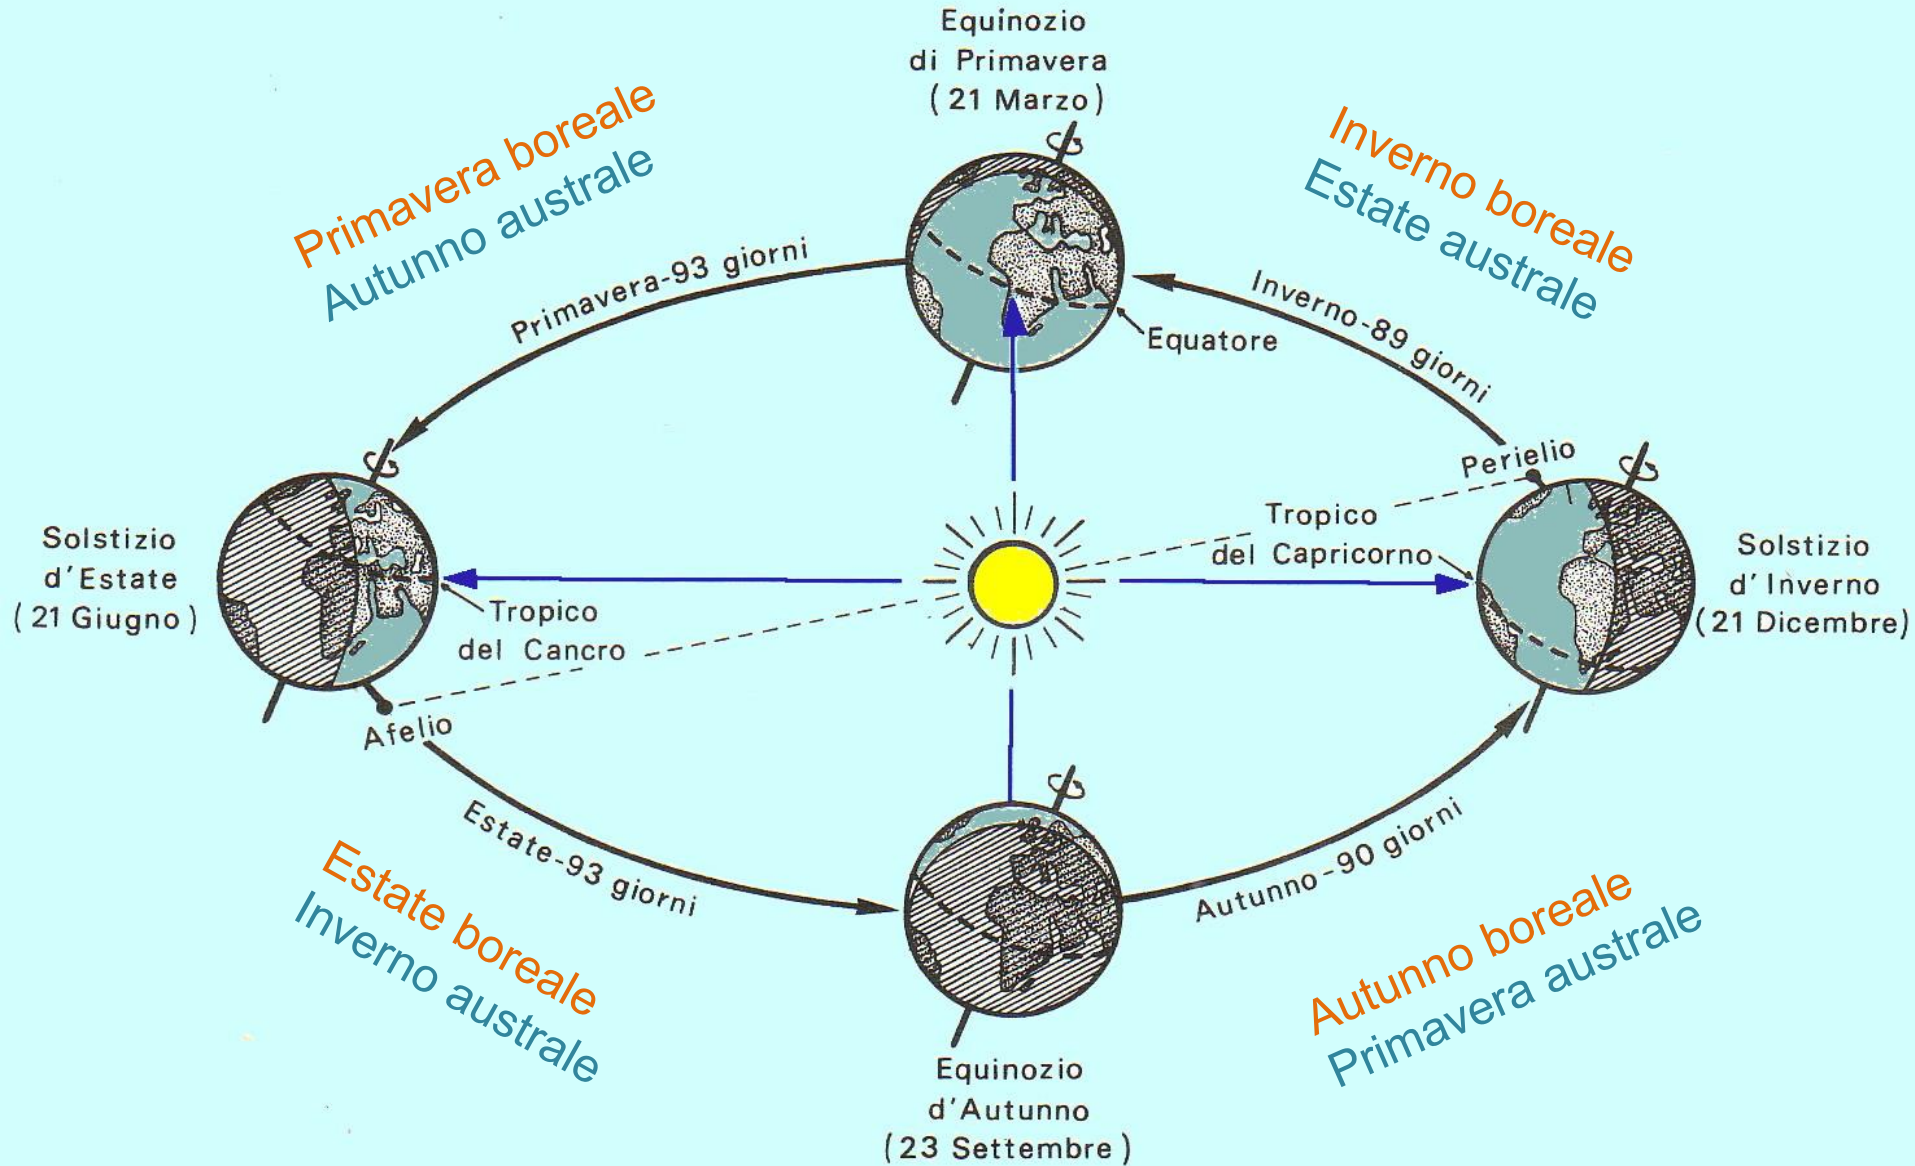 Equinozio
di Primavera
(21 Marzo)
Primavera boreale
Autunno australe
Inverno boreale
Estate australe
Primavera-93 giorni
Inverno-89 giorni
Equatore
Perielio
Tropico
del Capricorno
Solstizio
d'Estate
(21 Giugno)
Solstizio
d'Inverno
(21 Dicembre)
Tropico
del Cancro
Afelio
Estate-93 giorni
Autunno-90 giorni
Estate boreale
Inverno australe
Autunno boreale
Primavera australe
Equinozio
d'Autunno
(23 Settembre)